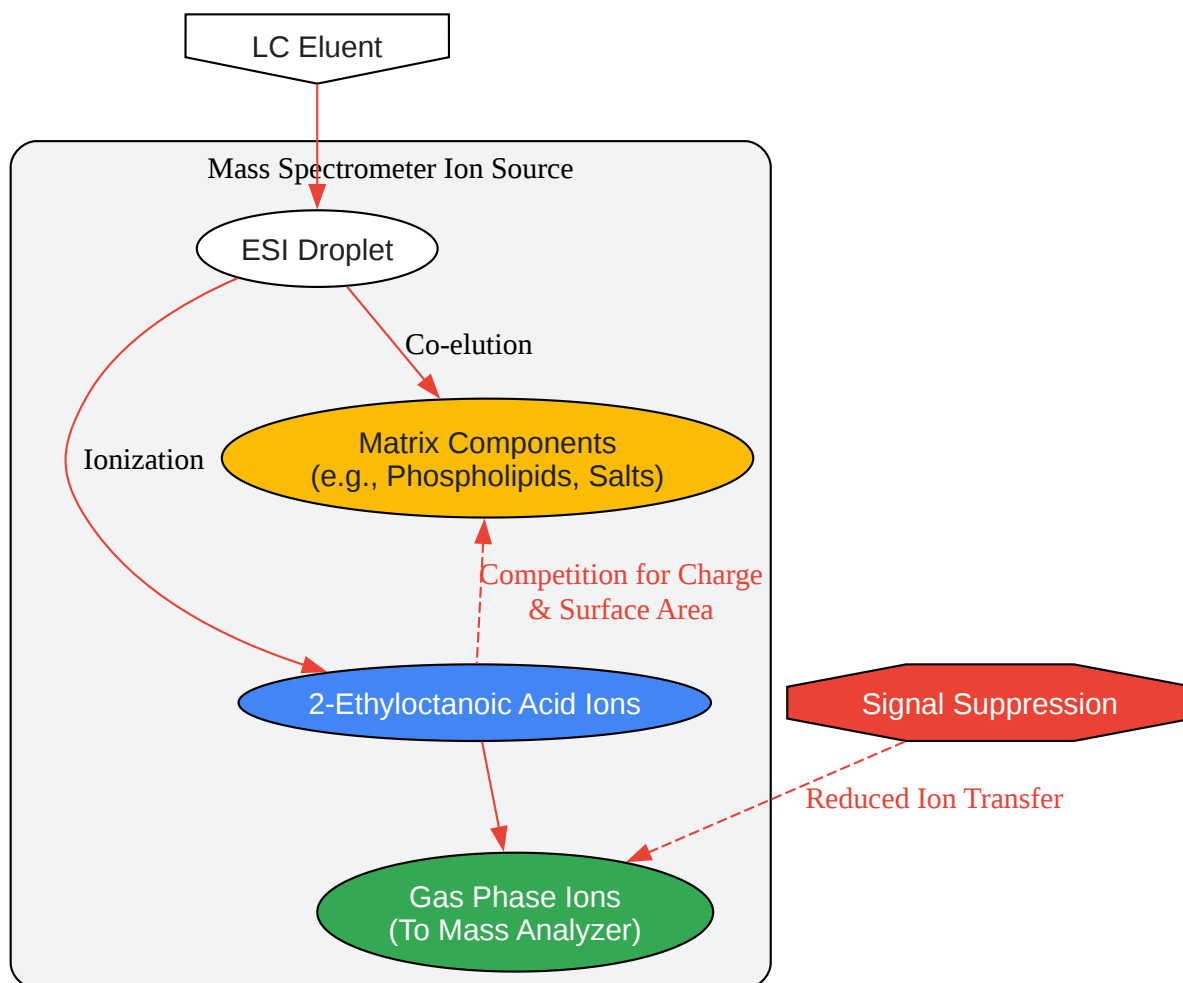 LC Eluent
Mass Spectrometer Ion Source
ESI Droplet
Co-elution
Ionization
Matrix Components
(e.g., Phospholipids, Salts)
Competition for Charge
& Surface Area
2-Ethyloctanoic Acid Ions
Signal Suppression
Reduced Ion Transfer
Gas Phase Ions
(To Mass Analyzer)